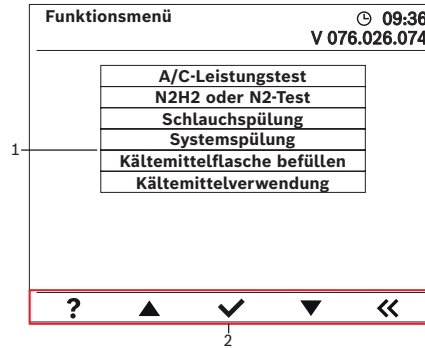 Funktionsmenü
09:36
V 076.026.074
A/C-Leistungstest
N2H2 oder N2-Test
Schlauchspülung
Systemspülung
Kältemittelflasche befüllen
Kältemittelverwendung
1
?
2